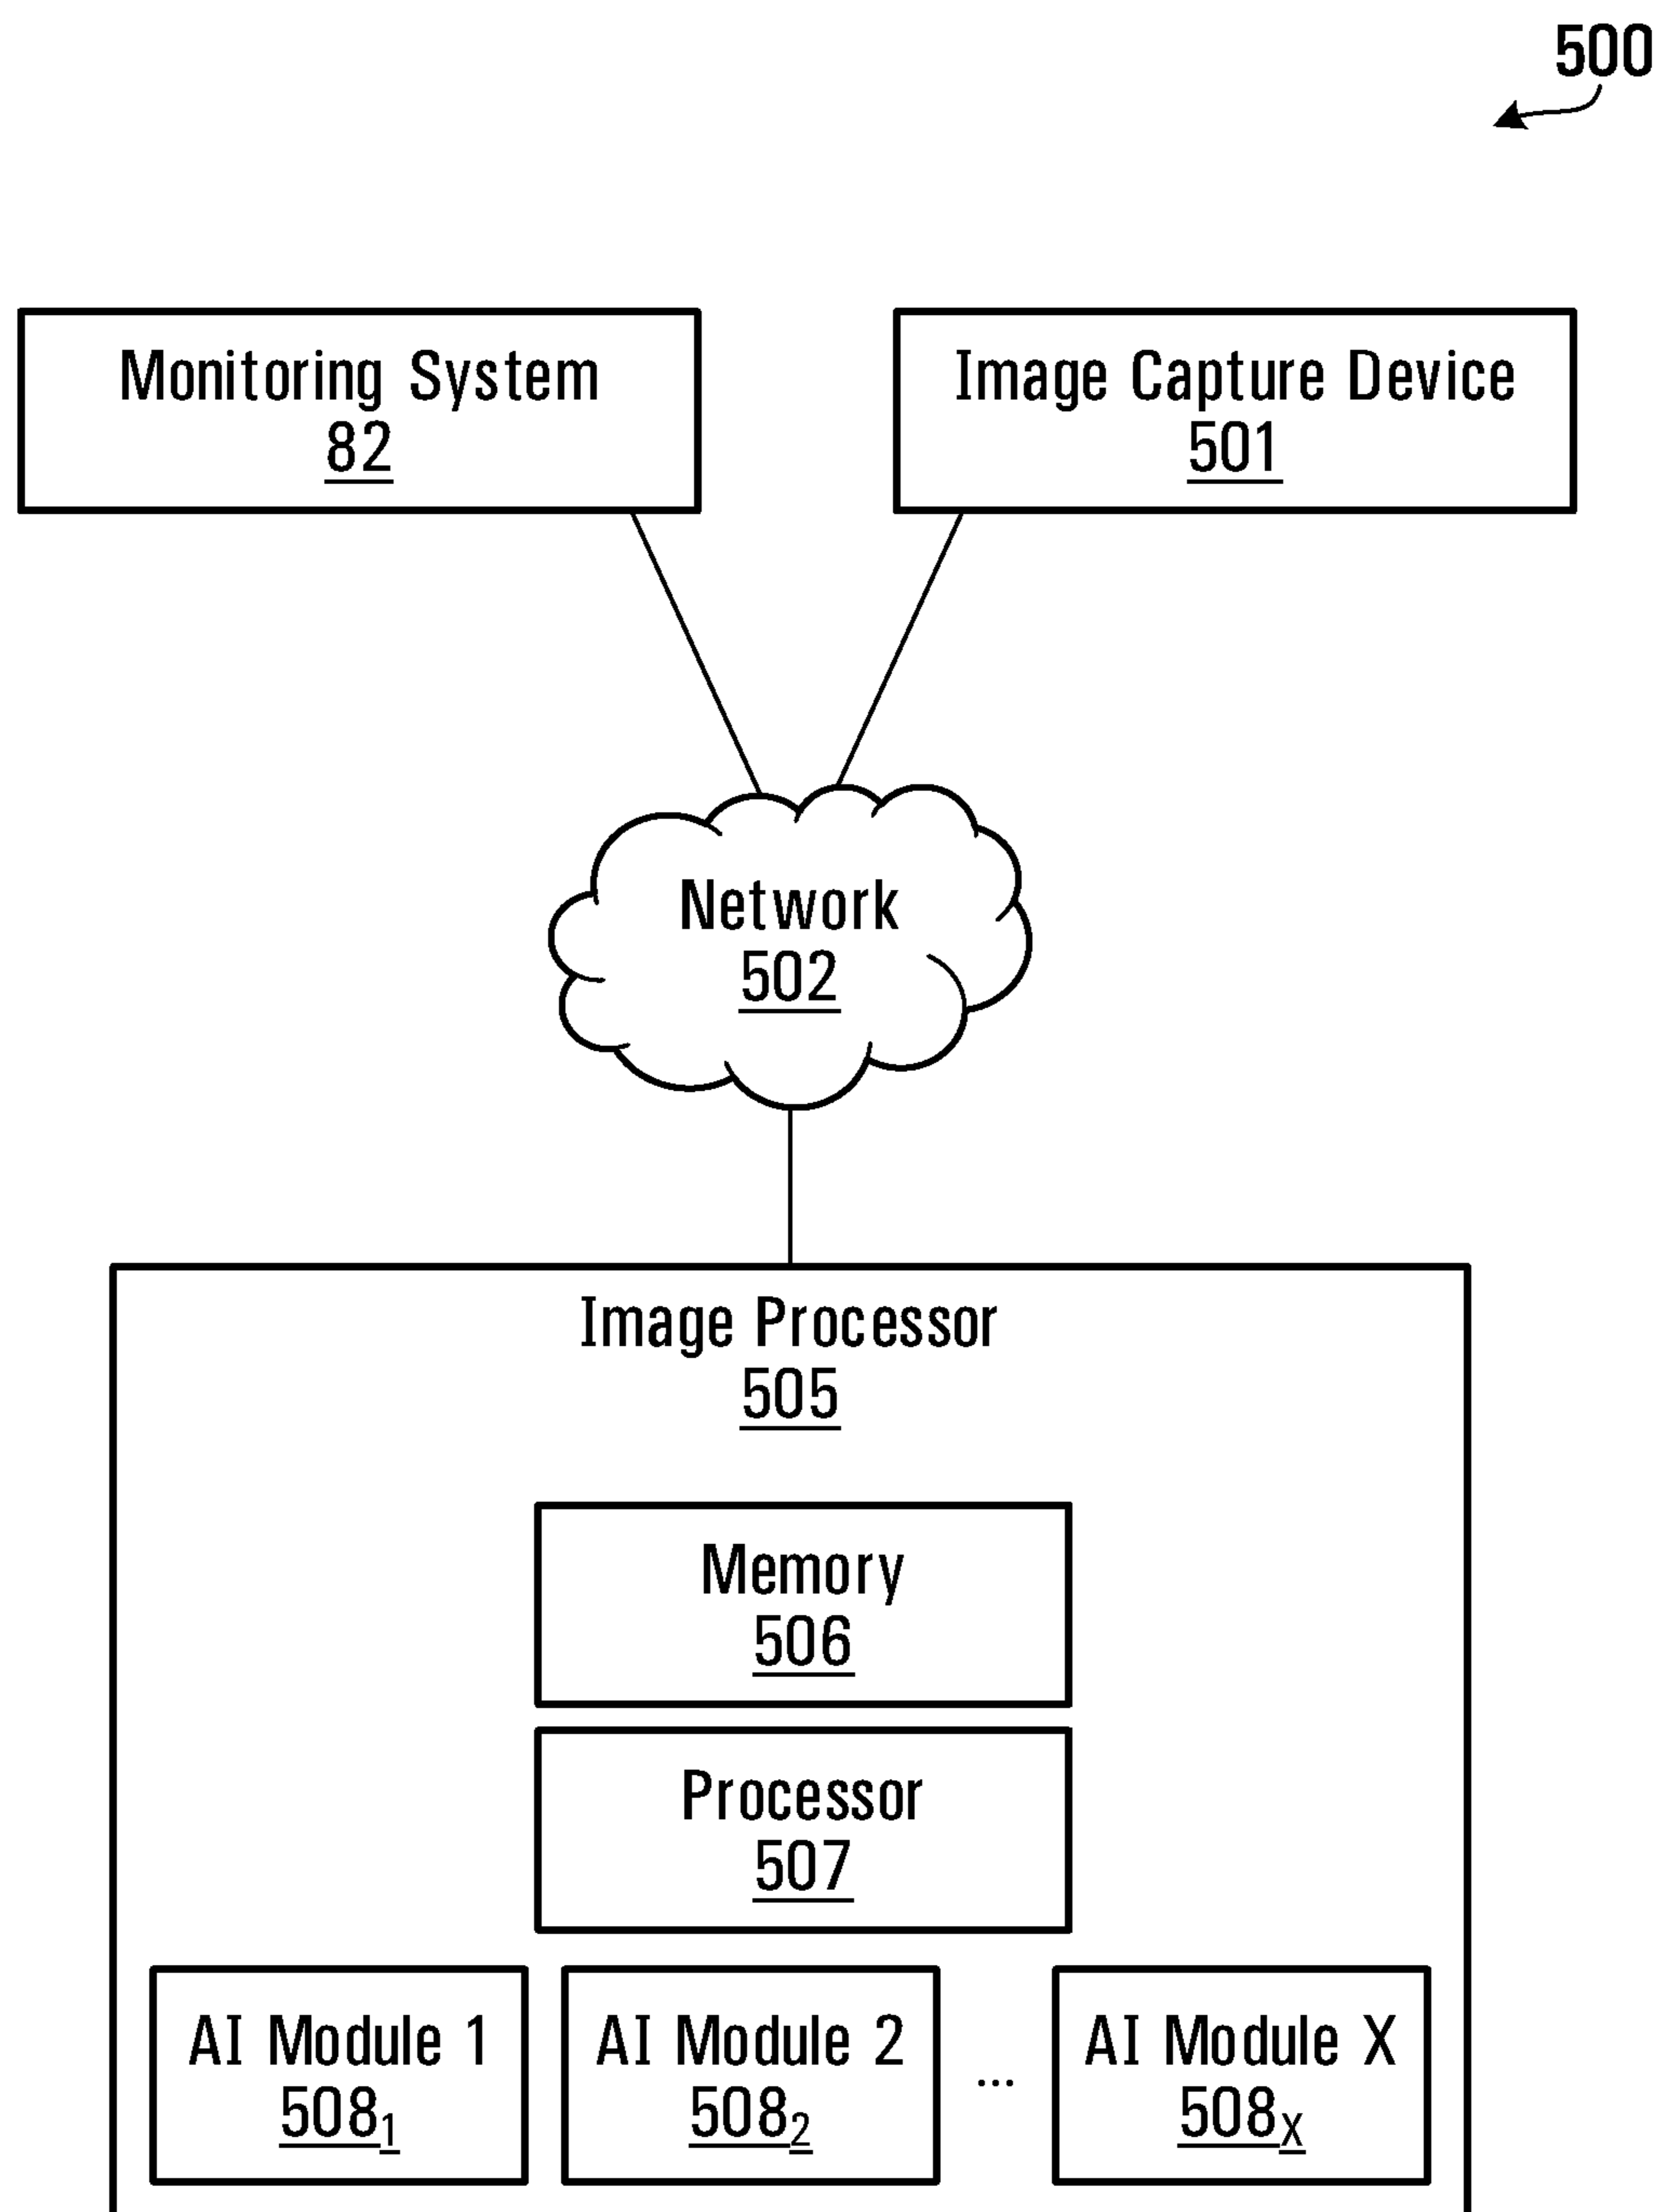 500
Monitoring System
82
Image Capture Device
501
Network
502
Image Processor
505
Memory
506
Processor
507
AI Module 1
508₁
AI Module 2
508₂
...
AI Module X
508X